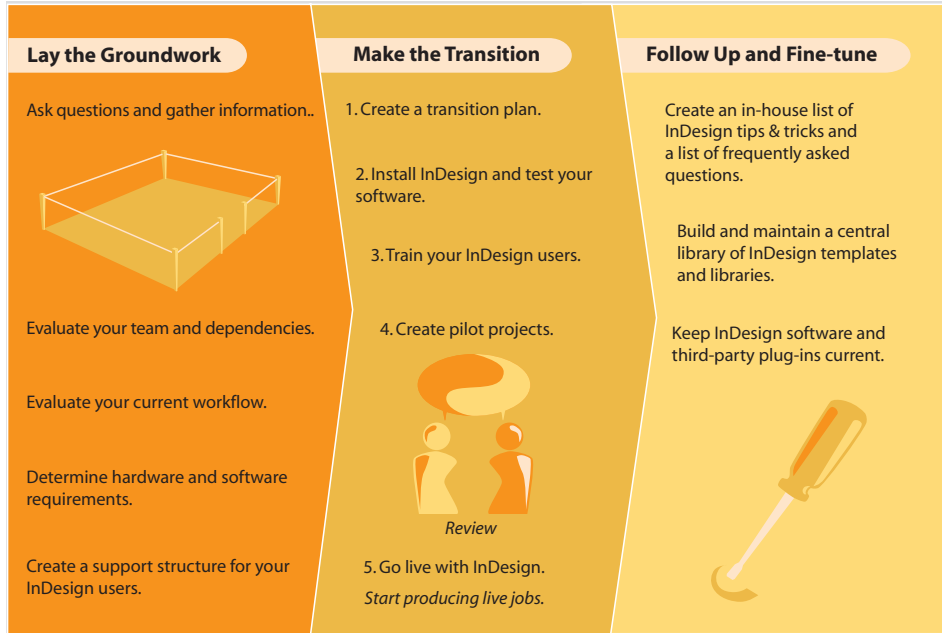 Lay the Groundwork
Ask questions and gather information..
Evaluate your team and dependencies.
Evaluate your current workflow.
Determine hardware and software
requirements.
Create a support structure for your
InDesign users.
Make the Transition
1. Create a transition plan.
2. Install InDesign and test your
software.
3. Train your InDesign users.
4. Create pilot projects.
Review
5. Go live with InDesign.
Start producing live jobs.
Follow Up and Fine-tune
Create an in-house list of
InDesign tips & tricks and
a list of frequently asked
questions.
Build and maintain a central
library of InDesign templates
and libraries.
Keep InDesign software and
third-party plug-ins current.